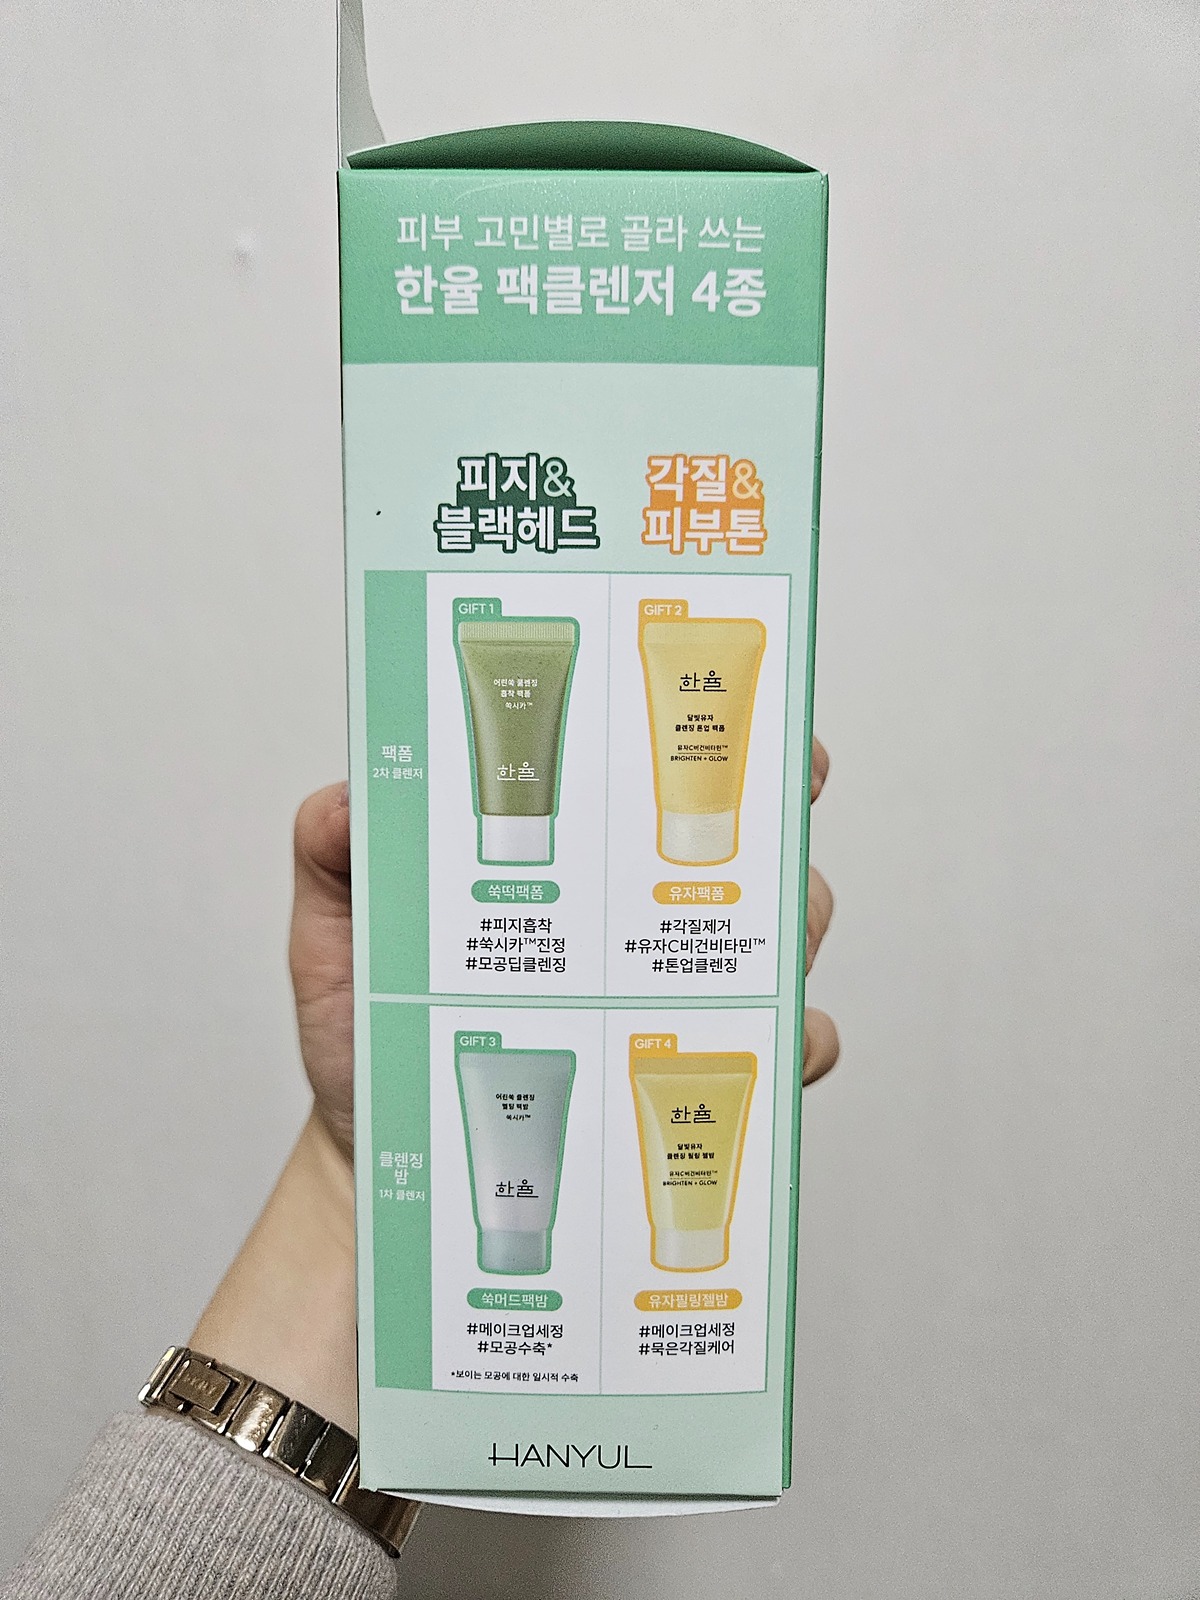 피부 고민별로 골라 쓰는
한율 팩클렌저 4종
피지&
블랙헤드
각질&
피부톤
팩폼
2차 클렌저
GIFT 1
어린쑥 클렌징
흡착 팩폼
쑥시카™
한율
쑥떡팩폼
#피지흡착
#쑥시카™진정
#모공딥클렌징
GIFT 2
한율
달빛유자
클렌징 톤업 팩폼
유자C비건비타민™
BRIGHTEN + GLOW
유자팩폼
#각질제거
#유자C비건비타민™
#톤업클렌징
클렌징
밤
1차 클렌저
GIFT 3
어린쑥 클렌징
멜팅 팩밤
쑥시카™
한율
쑥머드팩밤
#메이크업세정
#모공수축*
*보이는 모공에 대한 일시적 수축
GIFT 4
한율
달빛유자
클렌징 필링 젤밤
유자C비건비타민™
BRIGHTEN + GLOW
유자필링젤밤
#메이크업세정
#묵은각질케어
HANYUL